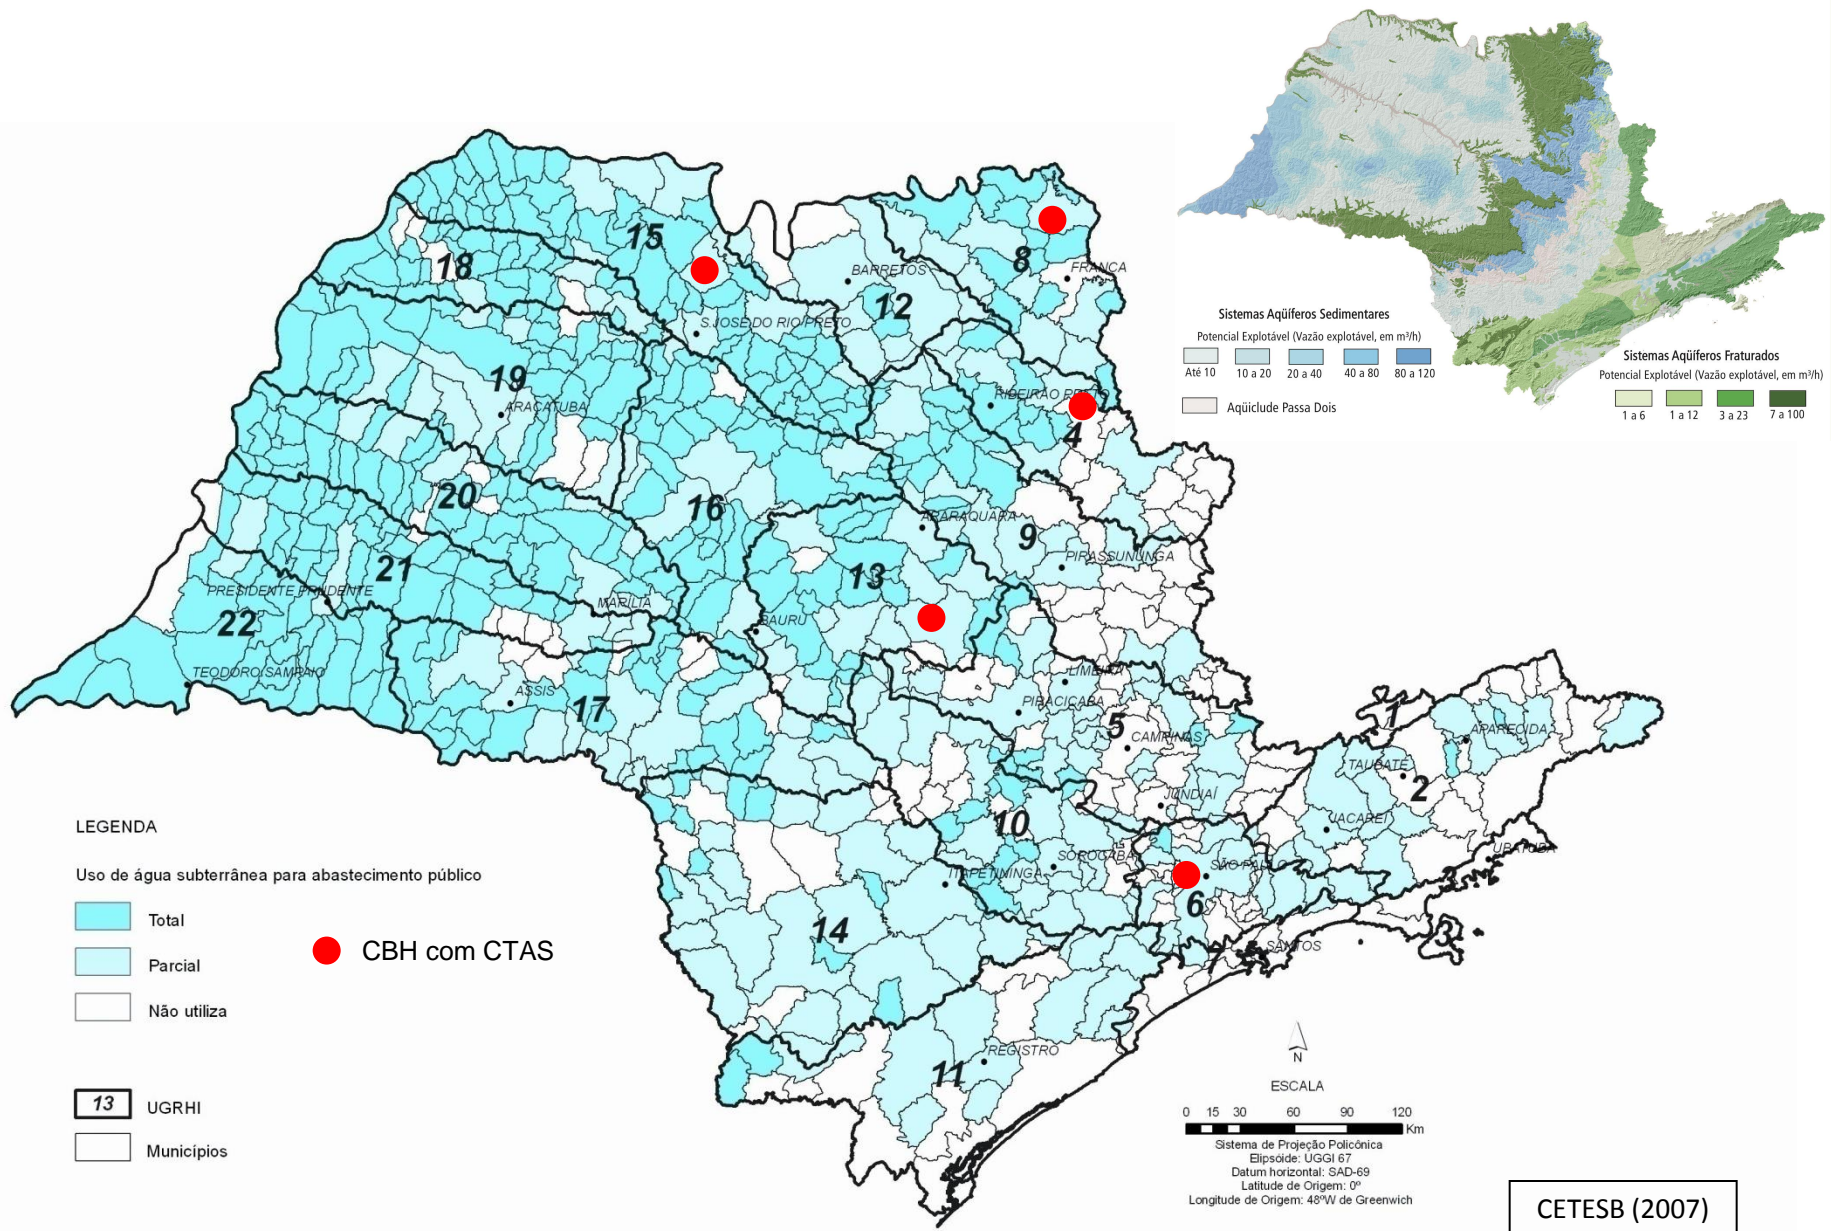 Sistemas Aqüíferos Sedimentares
Potencial Explotável (Vazão explotável, em m³/h)
Até 10
10 a 20
20 a 40
40 a 80
80 a 120
Aqüiclude Passa Dois
Sistemas Aqüíferos Fraturados
Potencial Explotável (Vazão explotável, em m³/h)
1 a 6
1 a 12
3 a 23
7 a 100
15
18
8
FRANCA
BARRETOS
12
S.JOSÉ DO RIO PRETO
19
ARAÇATUBA
RIBEIRÃO PRETO
4
20
16
ARARAQUARA
9
PIRASSUNUNGA
21
13
PRESIDENTE PRUDENTE
MARÍLIA
22
BAURU
TEODORO SAMPAIO
ASSIS
17
LIMEIRA
PIRACICABA
5
CAMPINAS
1
APARECIDA
TAUBATÉ
2
JUNDIAÍ
10
JACAREÍ
UBATUBA
SOROCABA
SÃO PAULO
ITAPETININGA
3
6
14
7
SANTOS
3
REGISTRO
11
LEGENDA
Uso de água subterrânea para abastecimento público
Total
Parcial
Não utiliza
CBH com CTAS
13
UGRHI
Municípios
N
ESCALA
0 15 30 60 90 120
Km
Sistema de Projeção Policônica
Elipsóide: UGGI 67
Datum horizontal: SAD-69
Latitude de Origem: 0º
Longitude de Origem: 48ºW de Greenwich
CETESB (2007)